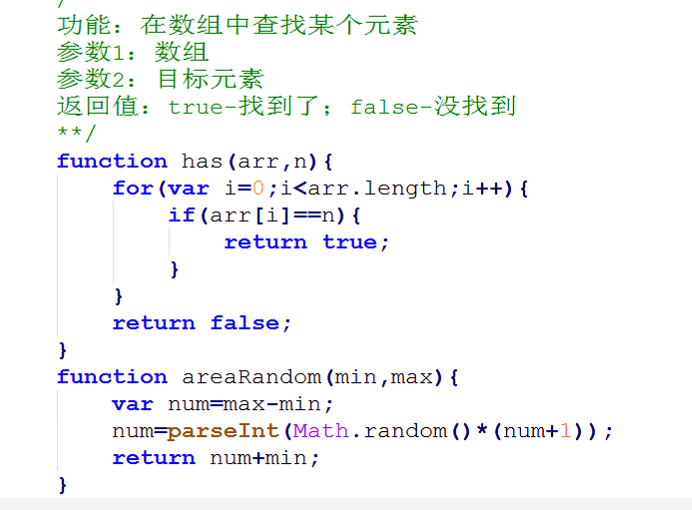 /
功能：在数组中查找某个元素
参数1：数组
参数2：目标元素
返回值：true-找到了；false-没找到
**/
function has(arr,n){
    for(var i=0;i<arr.length;i++){
        if(arr[i]==n){
            return true;
        }
    }
    return false;
}
function areaRandom(min,max){
    var num=max-min;
    num=parseInt(Math.random()*(num+1));
    return num+min;
}